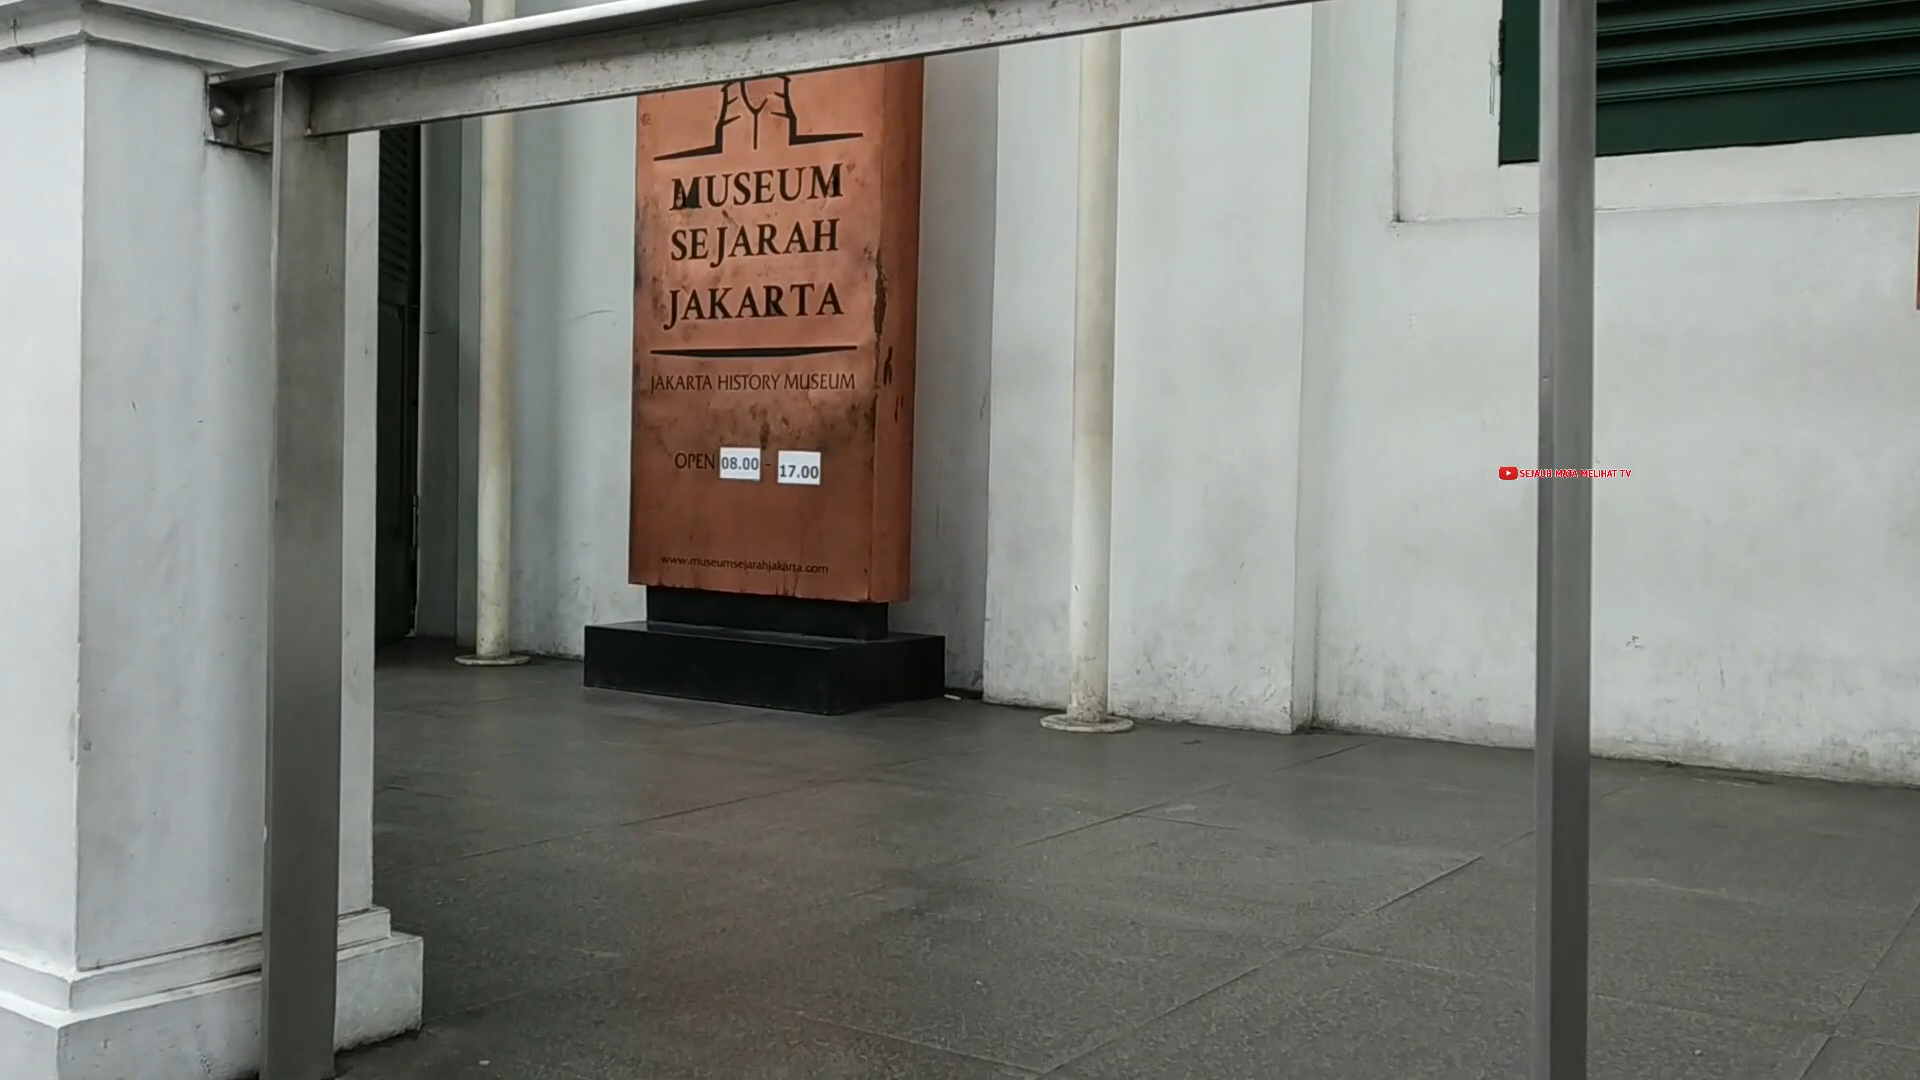 MUSEUM
SEJARAH
JAKARTA
JAKARTA HISTORY MUSEUM
OPEN 08.00 - 17.00
www.museumsejarahjakarta.com
SEJAUH MATA MELIHAT TV